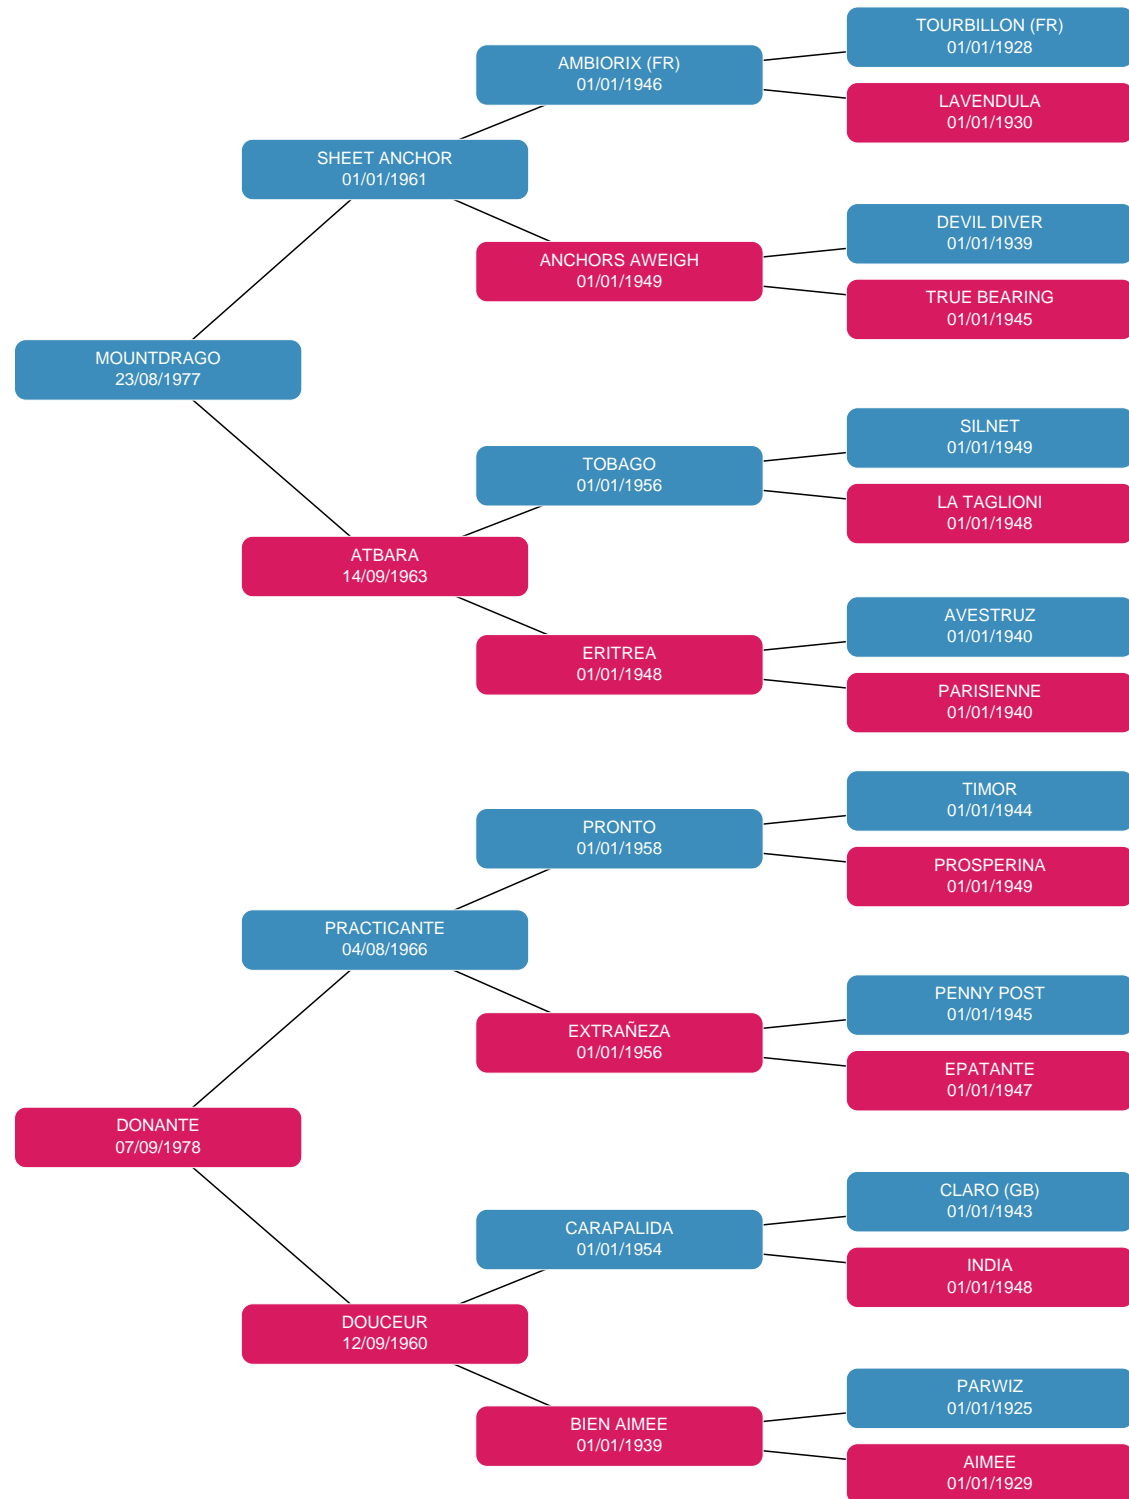 TOURBILLON (FR)
01/01/1928
AMBIORIX (FR)
01/01/1946
LAVENDULA
01/01/1930
SHEET ANCHOR
01/01/1961
DEVIL DIVER
01/01/1939
ANCHORS AWEIGH
01/01/1949
TRUE BEARING
01/01/1945
MOUNTDRAGO
23/08/1977
SILNET
01/01/1949
TOBAGO
01/01/1956
LA TAGLIONI
01/01/1948
ATBARA
14/09/1963
AVESTRUZ
01/01/1940
ERITREA
01/01/1948
PARISIENNE
01/01/1940
TIMOR
01/01/1944
PRONTO
01/01/1958
PROSPERINA
01/01/1949
PRACTICANTE
04/08/1966
PENNY POST
01/01/1945
EXTRAÑEZA
01/01/1956
EPATANTE
01/01/1947
DONANTE
07/09/1978
CLARO (GB)
01/01/1943
CARAPALIDA
01/01/1954
INDIA
01/01/1948
DOUCEUR
12/09/1960
PARWIZ
01/01/1925
BIEN AIMEE
01/01/1939
AIMEE
01/01/1929